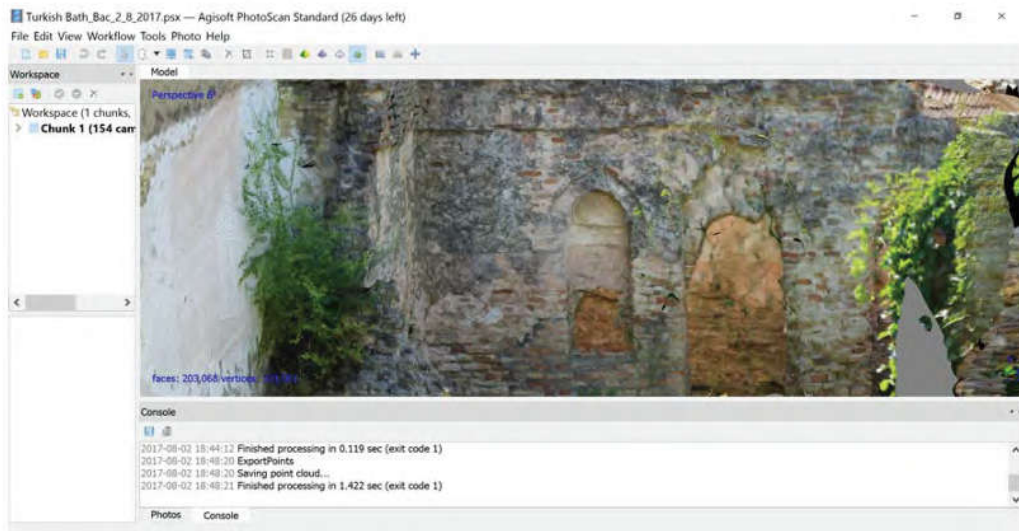 Turkish Bath_Bac_2_8_2017.psx — Agisoft PhotoScan Standard (26 days left)
File Edit View Workflow Tools Photo Help
Workspace
Model
Perspective
Workspace (1 chunks,
Chunk 1 (154 cam
faces: 203,068 vertices:
Console
2017-08-02 18:44:12 Finished processing in 0.119 sec (exit code 1)
2017-08-02 18:48:20 ExportPoints
2017-08-02 18:48:20 Saving point cloud...
2017-08-02 18:48:21 Finished processing in 1.422 sec (exit code 1)
Photos Console